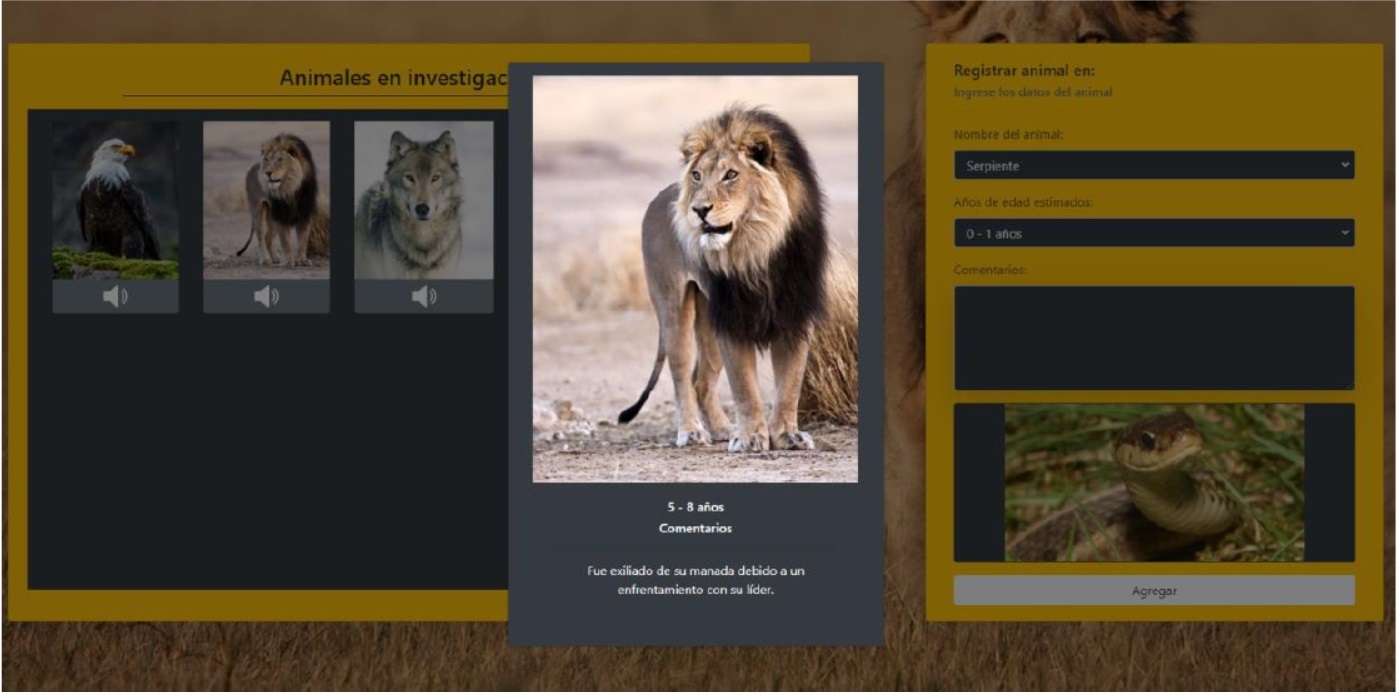 Animales en investigac
5 - 8 años
Comentarios
Fue exiliado de su manada debido a un
enfrentamiento con su líder.
Registrar animal en:
Ingrese los datos del animal
Nombre del animal:
Serpiente
Años de edad estimados:
0 - 1 años
Comentarios:
Agregar